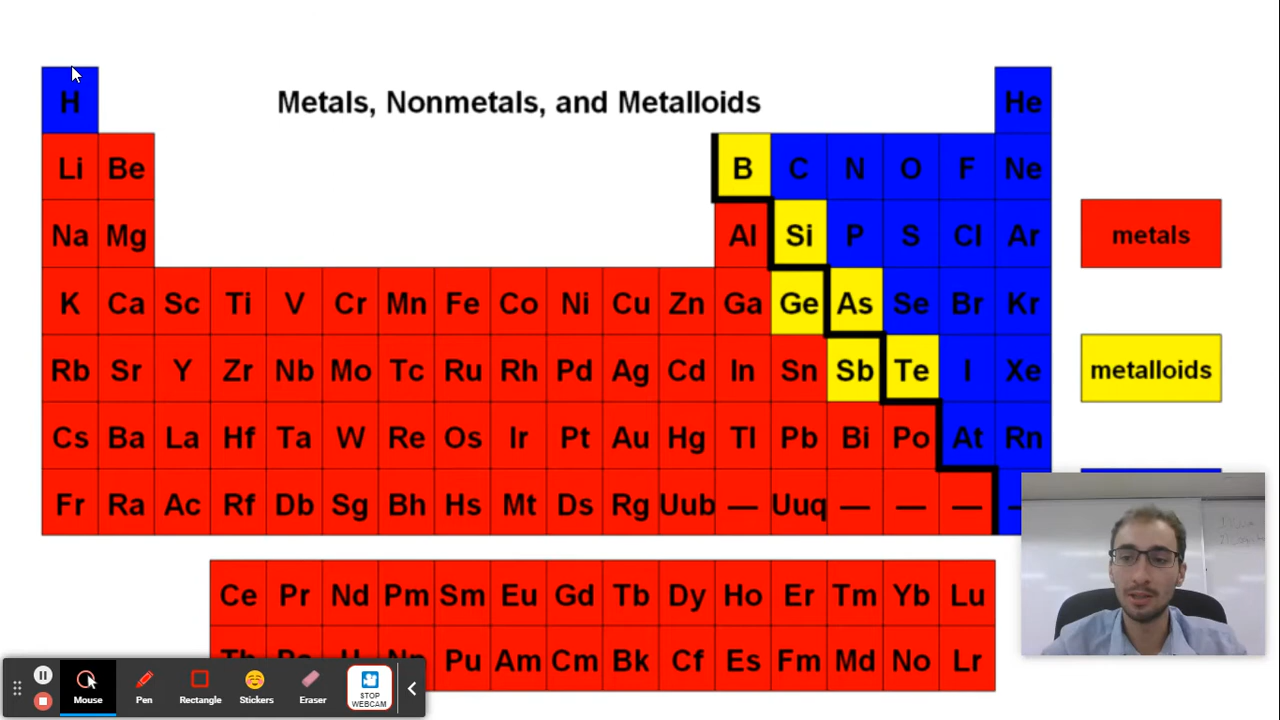 Metals, Nonmetals, and Metalloids
H He
Li Be B C N O F Ne
Na Mg Al Si P S Cl Ar
metals
K Ca Sc Ti V Cr Mn Fe Co Ni Cu Zn Ga Ge As Se Br Kr
Rb Sr Y Zr Nb Mo Tc Ru Rh Pd Ag Cd In Sn Sb Te I Xe
metalloids
Cs Ba La Hf Ta W Re Os Ir Pt Au Hg Tl Pb Bi Po At Rn
Fr Ra Ac Rf Db Sg Bh Hs Mt Ds Rg Uub — Uuq — — —
Ce Pr Nd Pm Sm Eu Gd Tb Dy Ho Er Tm Yb Lu
Pu Am Cm Bk Cf Es Fm Md No Lr
Mouse
Pen
Rectangle
Stickers
Eraser
STOP
WEBCAM